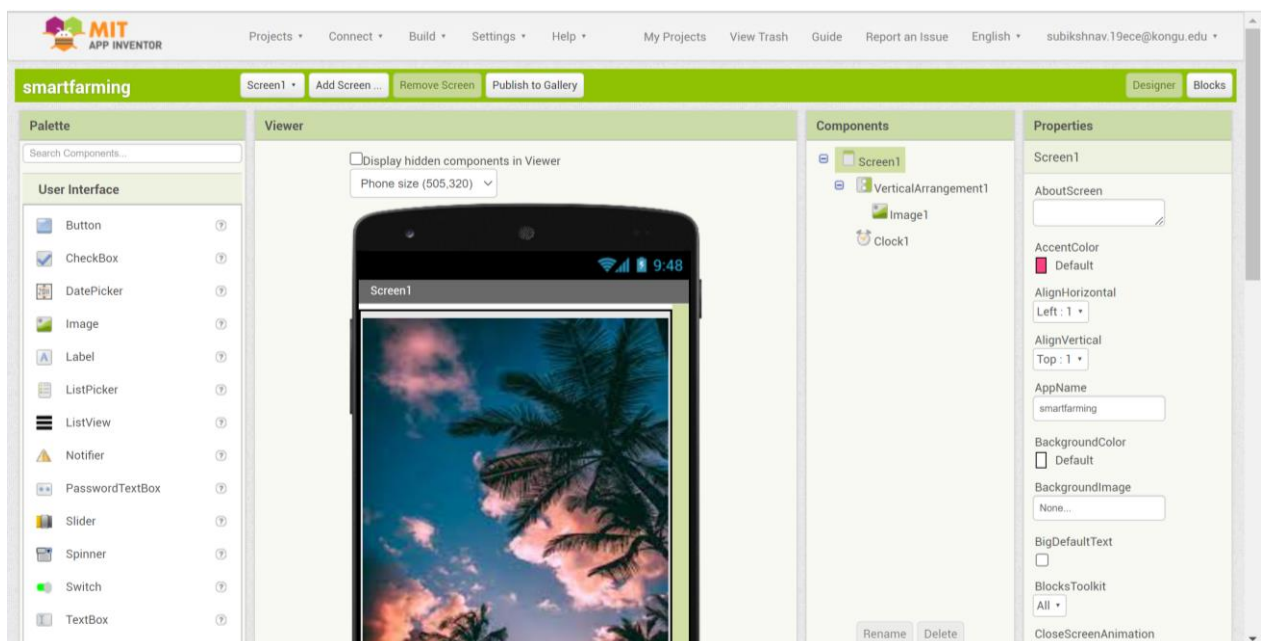 MIT
APP INVENTOR
Projects
Connect
Build
Settings
Help
My Projects
View Trash
Guide
Report an Issue
English
subikshnav.19ece@kongu.edu
smartfarming
Screen1
Add Screen ...
Remove Screen
Publish to Gallery
Designer
Blocks
Palette
Search Components...
User Interface
Button
CheckBox
DatePicker
Image
Label
ListPicker
ListView
Notifier
PasswordTextBox
Slider
Spinner
Switch
TextBox
Viewer
Display hidden components in Viewer
Phone size (505,320)
9:48
Screen1
Components
Screen1
VerticalArrangement1
Image1
Clock1
Rename
Delete
Properties
Screen1
AboutScreen
AccentColor
Default
AlignHorizontal
Left : 1
AlignVertical
Top : 1
AppName
smartfarming
BackgroundColor
Default
BackgroundImage
None...
BigDefaultText
BlocksToolkit
All
CloseScreenAnimation